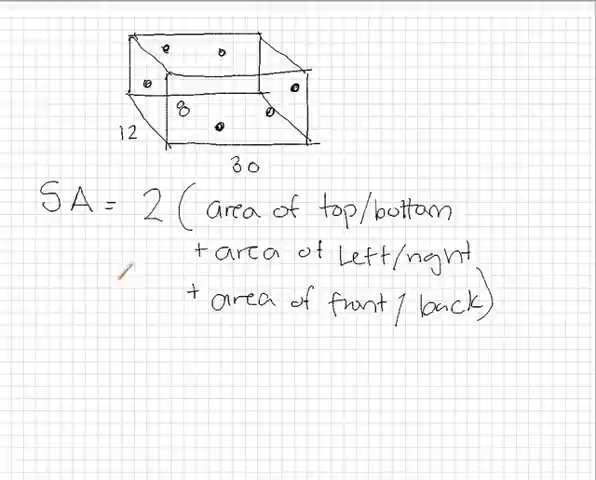 8
12
30
SA = 2 ( area of top/bottom
+ area of Left/right
+ area of front / back)